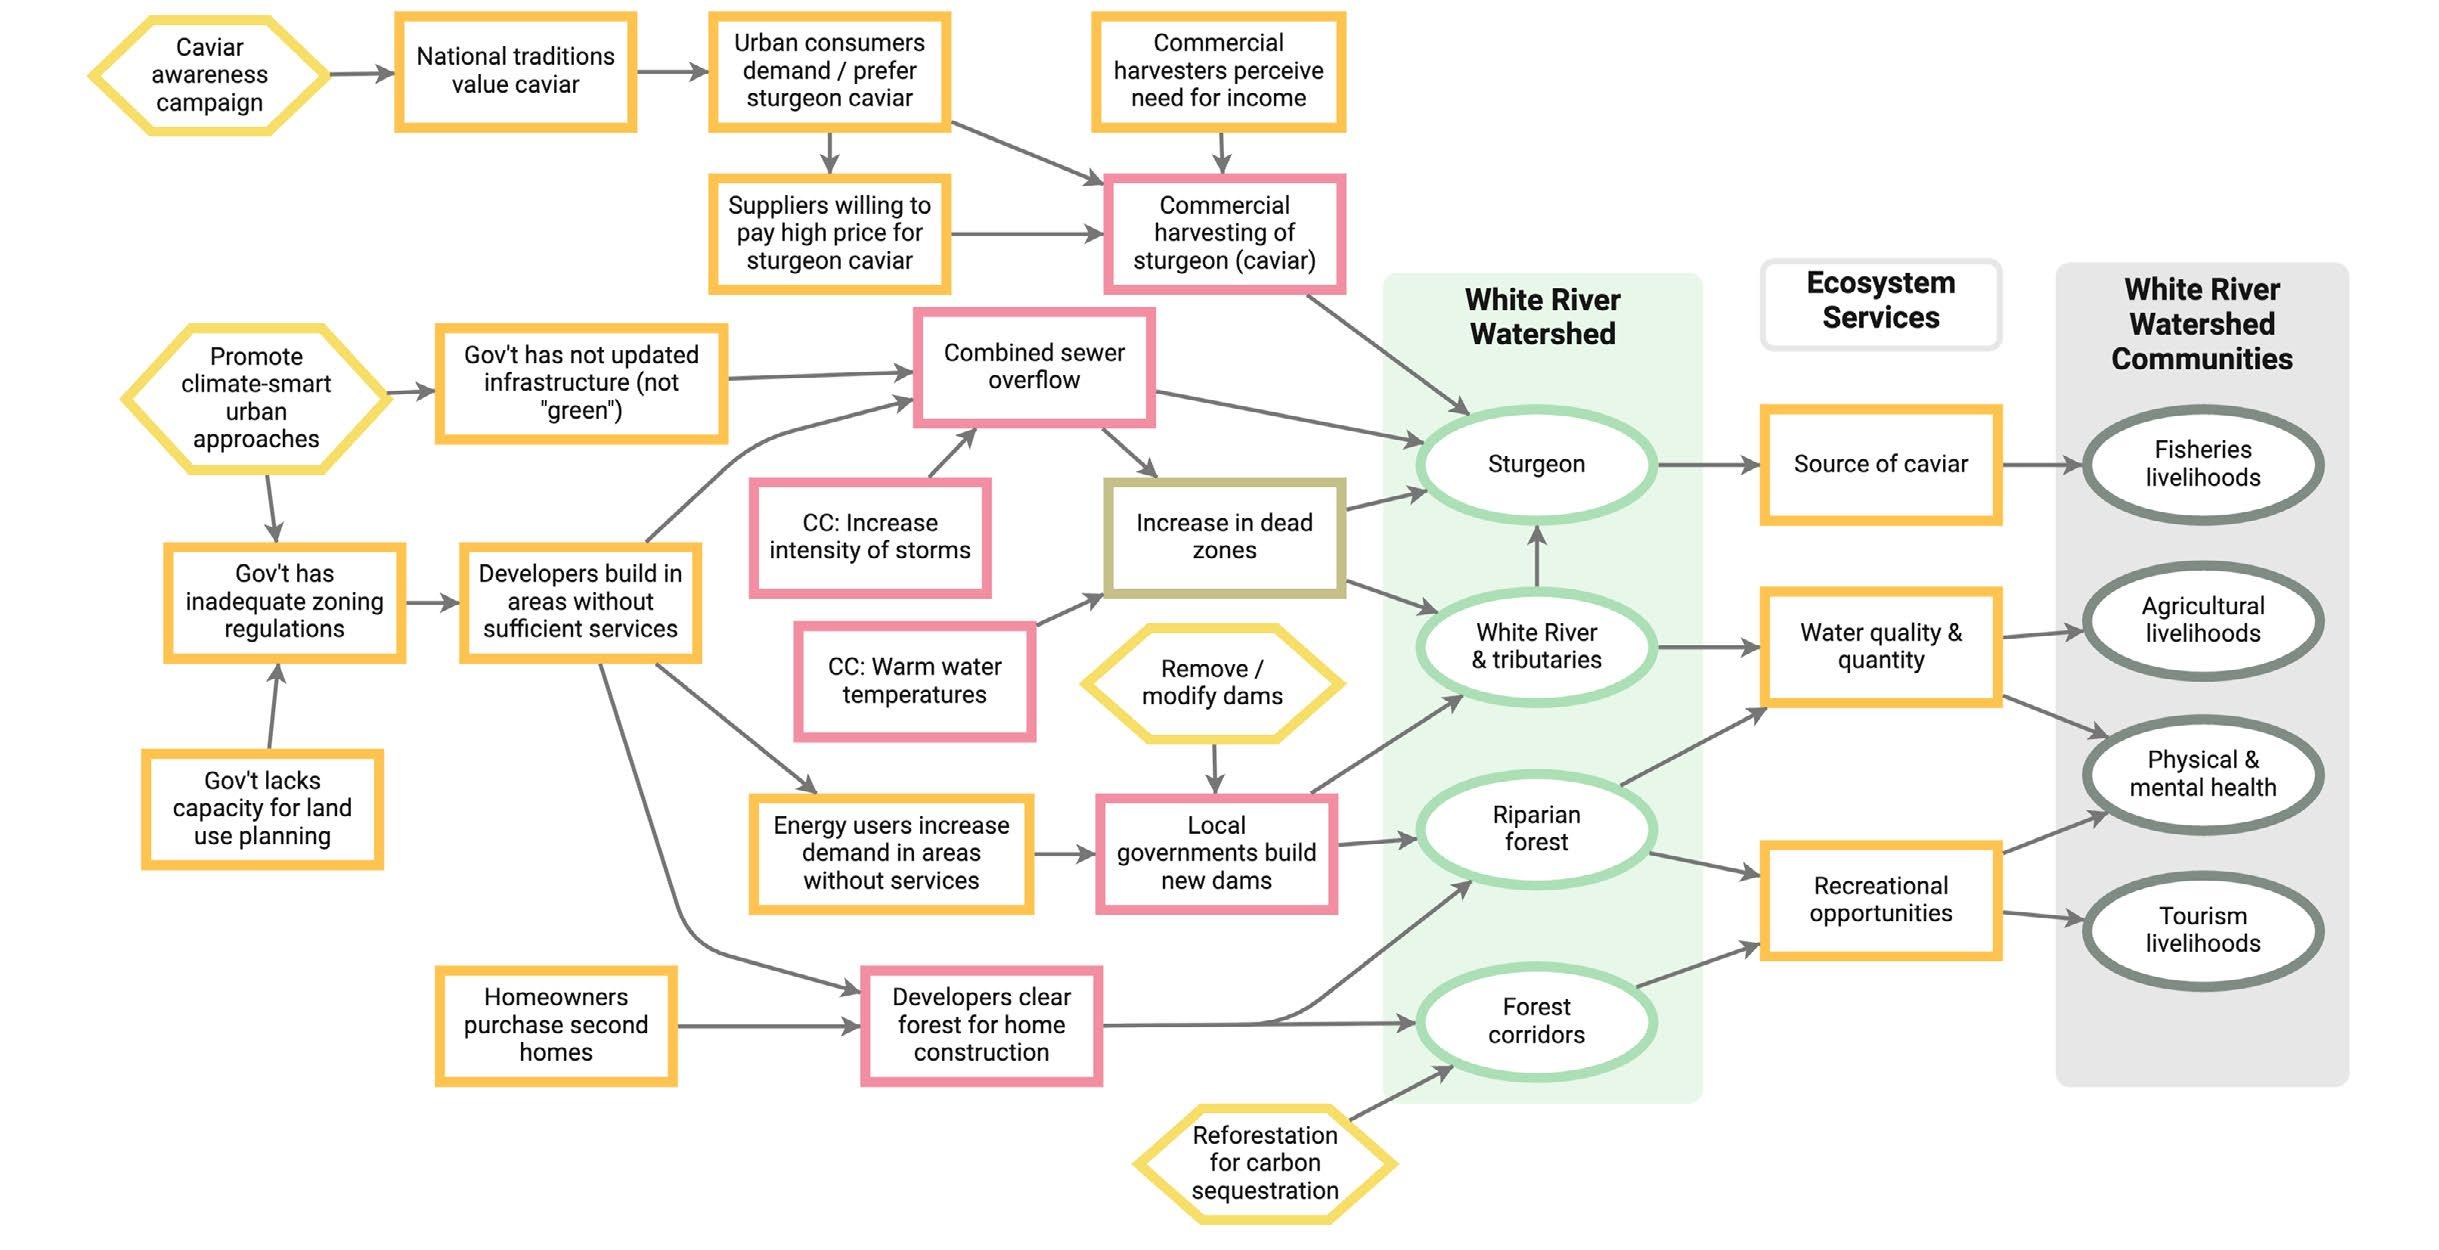 Caviar
awareness
campaign
National traditions
value caviar
Urban consumers
demand / prefer
sturgeon caviar
Commercial
harvesters perceive
need for income
Suppliers willing to
pay high price for
sturgeon caviar
Commercial
harvesting of
sturgeon (caviar)
White River
Watershed
Ecosystem
Services
White River
Watershed
Communities
Promote
climate-smart
urban
approaches
Gov't has not updated
infrastructure (not
"green")
Combined sewer
overflow
Sturgeon
Source of caviar
Fisheries
livelihoods
CC: Increase
intensity of storms
Increase in dead
zones
Gov't has
inadequate zoning
regulations
Developers build in
areas without
sufficient services
CC: Warm water
temperatures
Remove /
modify dams
White River
& tributaries
Water quality &
quantity
Agricultural
livelihoods
Physical &
mental health
Gov't lacks
capacity for land
use planning
Energy users increase
demand in areas
without services
Local
governments build
new dams
Riparian
forest
Recreational
opportunities
Tourism
livelihoods
Homeowners
purchase second
homes
Developers clear
forest for home
construction
Forest
corridors
Reforestation
for carbon
sequestration